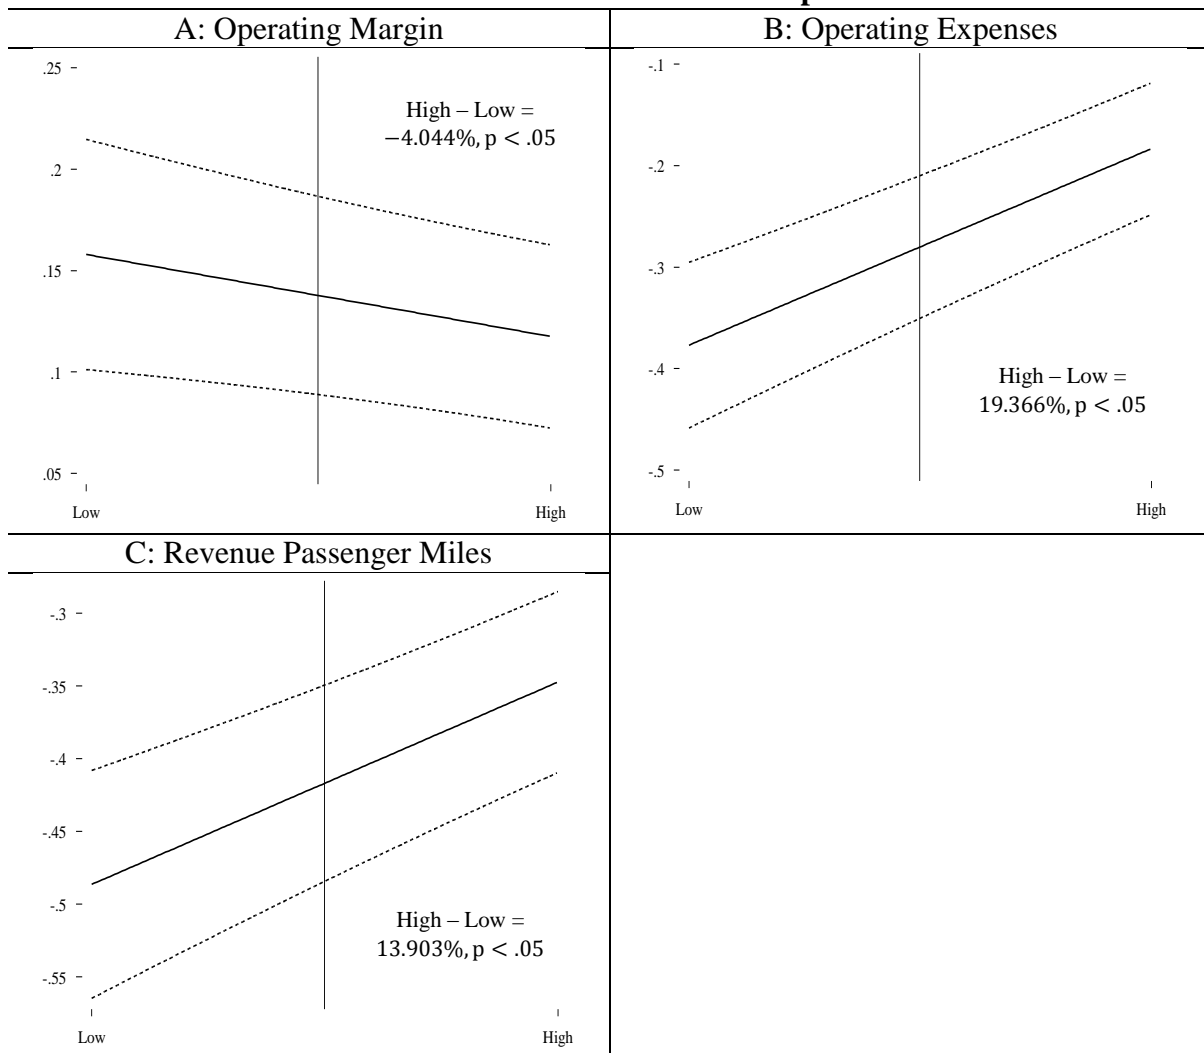 A: Operating Margin
B: Operating Expenses
.25
.2
.15
.1
.05
High – Low =
−4.044%, p < .05
Low
High
-.1
-.2
-.3
-.4
-.5
High – Low =
19.366%, p < .05
Low
High
C: Revenue Passenger Miles
-.3
-.35
-.4
-.45
-.5
-.55
High – Low =
13.903%, p < .05
Low
High